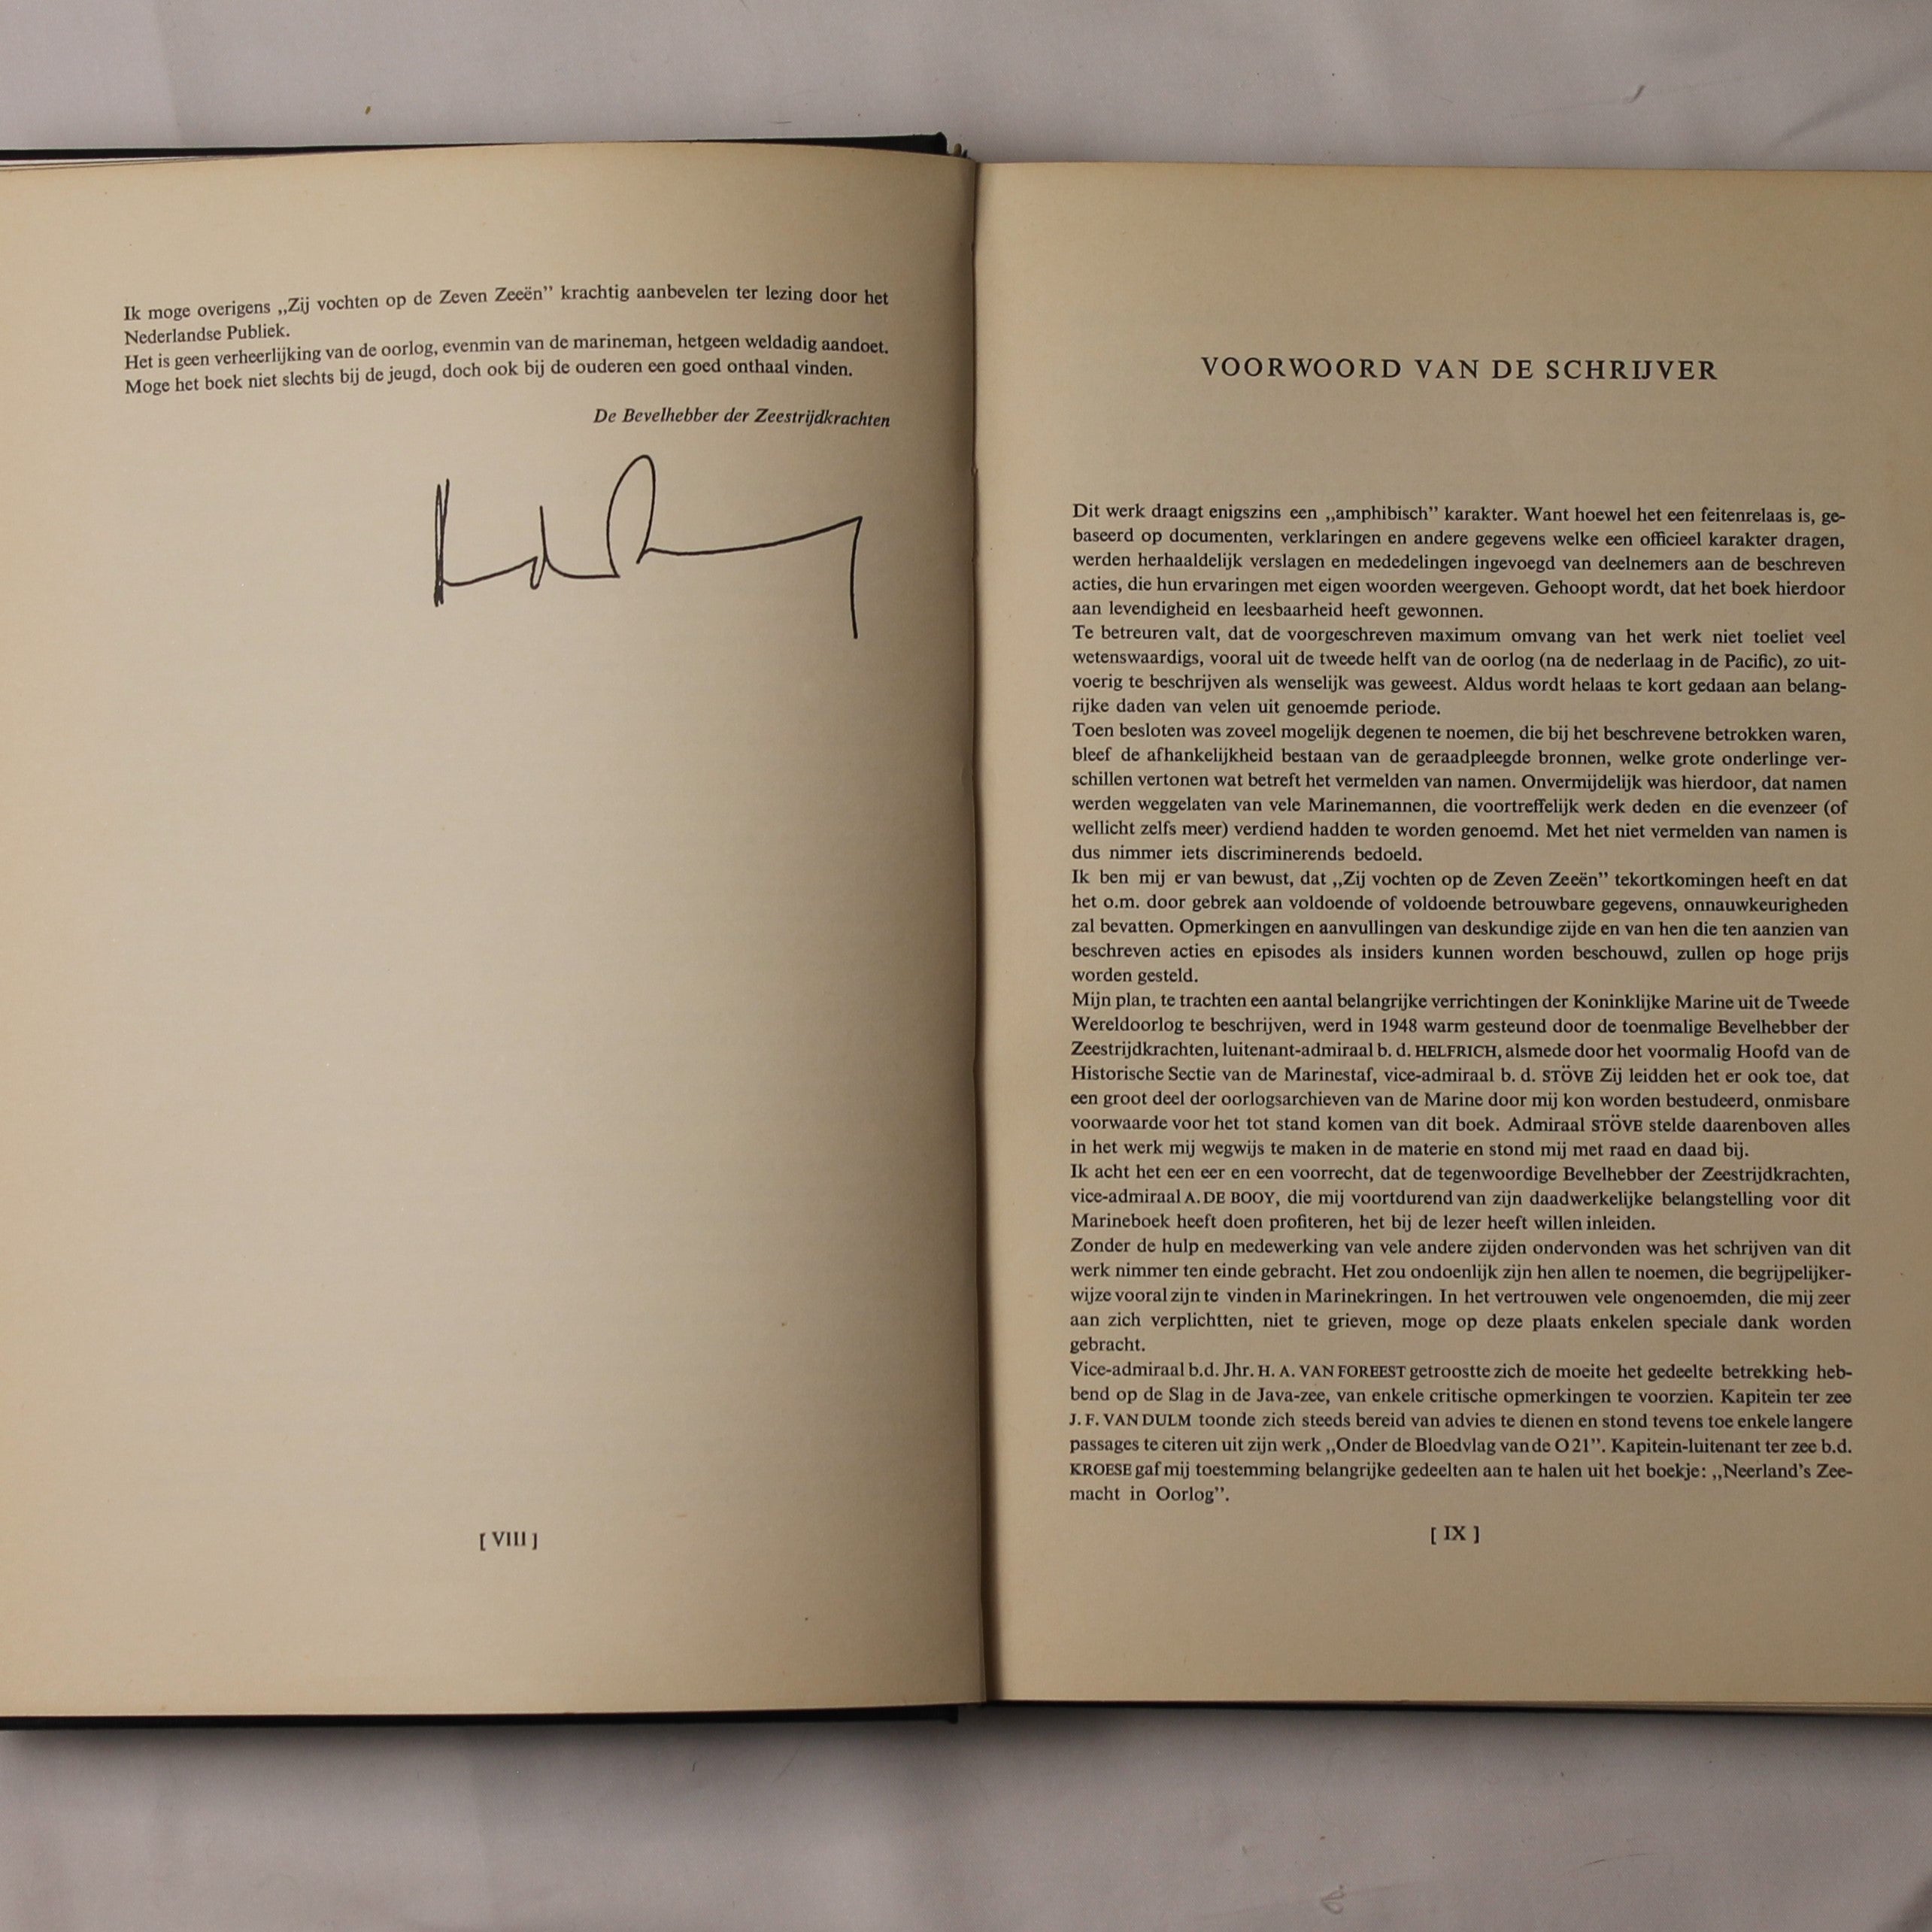 Ik moge overigens „Zij vochten op de Zeven Zeeën” krachtig aanbevelen ter lezing door het
Nederlandse Publiek.
Het is geen verheerlijking van de oorlog, evenmin van de marineman, hetgeen weldadig aandoet.
Moge het boek niet slechts bij de jeugd, doch ook bij de ouderen een goed onthaal vinden.
De Bevelhebber der Zeestrijdkrachten
[ VIII ]
VOORWOORD VAN DE SCHRIJVER
Dit werk draagt enigszins een „amphibisch” karakter. Want hoewel het een feitenrelaas is, ge-
baseerd op documenten, verklaringen en andere gegevens welke een officieel karakter dragen,
werden herhaaldelijk verslagen en mededelingen ingevoegd van deelnemers aan de beschreven
acties, die hun ervaringen met eigen woorden weergeven. Gehoopt wordt, dat het boek hierdoor
aan levendigheid en leesbaarheid heeft gewonnen.
Te betreuren valt, dat de voorgeschreven maximum omvang van het werk niet toeliet veel
wetenswaardigs, vooral uit de tweede helft van de oorlog (na de nederlaag in de Pacific), zo uit-
voerig te beschrijven als wenselijk was geweest. Aldus wordt helaas te kort gedaan aan belang-
rijke daden van velen uit genoemde periode.
Toen besloten was zoveel mogelijk degenen te noemen, die bij het beschrevene betrokken waren,
bleef de afhankelijkheid bestaan van de geraadpleegde bronnen, welke grote onderlinge ver-
schillen vertonen wat betreft het vermelden van namen. Onvermijdelijk was hierdoor, dat namen
werden weggelaten van vele Marinemannen, die voortreffelijk werk deden en die evenzeer (of
wellicht zelfs meer) verdiend hadden te worden genoemd. Met het niet vermelden van namen is
dus nimmer iets discriminerends bedoeld.
Ik ben mij er van bewust, dat „Zij vochten op de Zeven Zeeën” tekortkomingen heeft en dat
het o.m. door gebrek aan voldoende of voldoende betrouwbare gegevens, onnauwkeurigheden
zal bevatten. Opmerkingen en aanvullingen van deskundige zijde en van hen die ten aanzien van
beschreven acties en episodes als insiders kunnen worden beschouwd, zullen op hoge prijs
worden gesteld.
Mijn plan, te trachten een aantal belangrijke verrichtingen der Koninklijke Marine uit de Tweede
Wereldoorlog te beschrijven, werd in 1948 warm gesteund door de toenmalige Bevelhebber der
Zeestrijdkrachten, luitenant-admiraal b. d. HELFRICH, alsmede door het voormalig Hoofd van de
Historische Sectie van de Marinestaf, vice-admiraal b. d. STÖVE Zij leidden het er ook toe, dat
een groot deel der oorlogsarchieven van de Marine door mij kon worden bestudeerd, onmisbare
voorwaarde voor het tot stand komen van dit boek. Admiraal STÖVE stelde daarenboven alles
in het werk mij wegwijs te maken in de materie en stond mij met raad en daad bij.
Ik acht het een eer en een voorrecht, dat de tegenwoordige Bevelhebber der Zeestrijdkrachten,
vice-admiraal A. DE BOOY, die mij voortdurend van zijn daadwerkelijke belangstelling voor dit
Marineboek heeft doen profiteren, het bij de lezer heeft willen inleiden.
Zonder de hulp en medewerking van vele andere zijden ondervonden was het schrijven van dit
werk nimmer ten einde gebracht. Het zou ondoenlijk zijn hen allen te noemen, die begrijpelijker-
wijze vooral zijn te vinden in Marinekringen. In het vertrouwen vele ongenoemden, die mij zeer
aan zich verplichtten, niet te grieven, moge op deze plaats enkelen speciale dank worden
gebracht.
Vice-admiraal b.d. Jhr. H. A. VAN FOREEST getroostte zich de moeite het gedeelte betrekking heb-
bend op de Slag in de Java-zee, van enkele critische opmerkingen te voorzien. Kapitein ter zee
J. F. VAN DULM toonde zich steeds bereid van advies te dienen en stond tevens toe enkele langere
passages te citeren uit zijn werk „Onder de Bloedvlag van de O 21”. Kapitein-luitenant ter zee b.d.
KROESE gaf mij toestemming belangrijke gedeelten aan te halen uit het boekje: „Neerland's Zee-
macht in Oorlog”.
[ IX ]